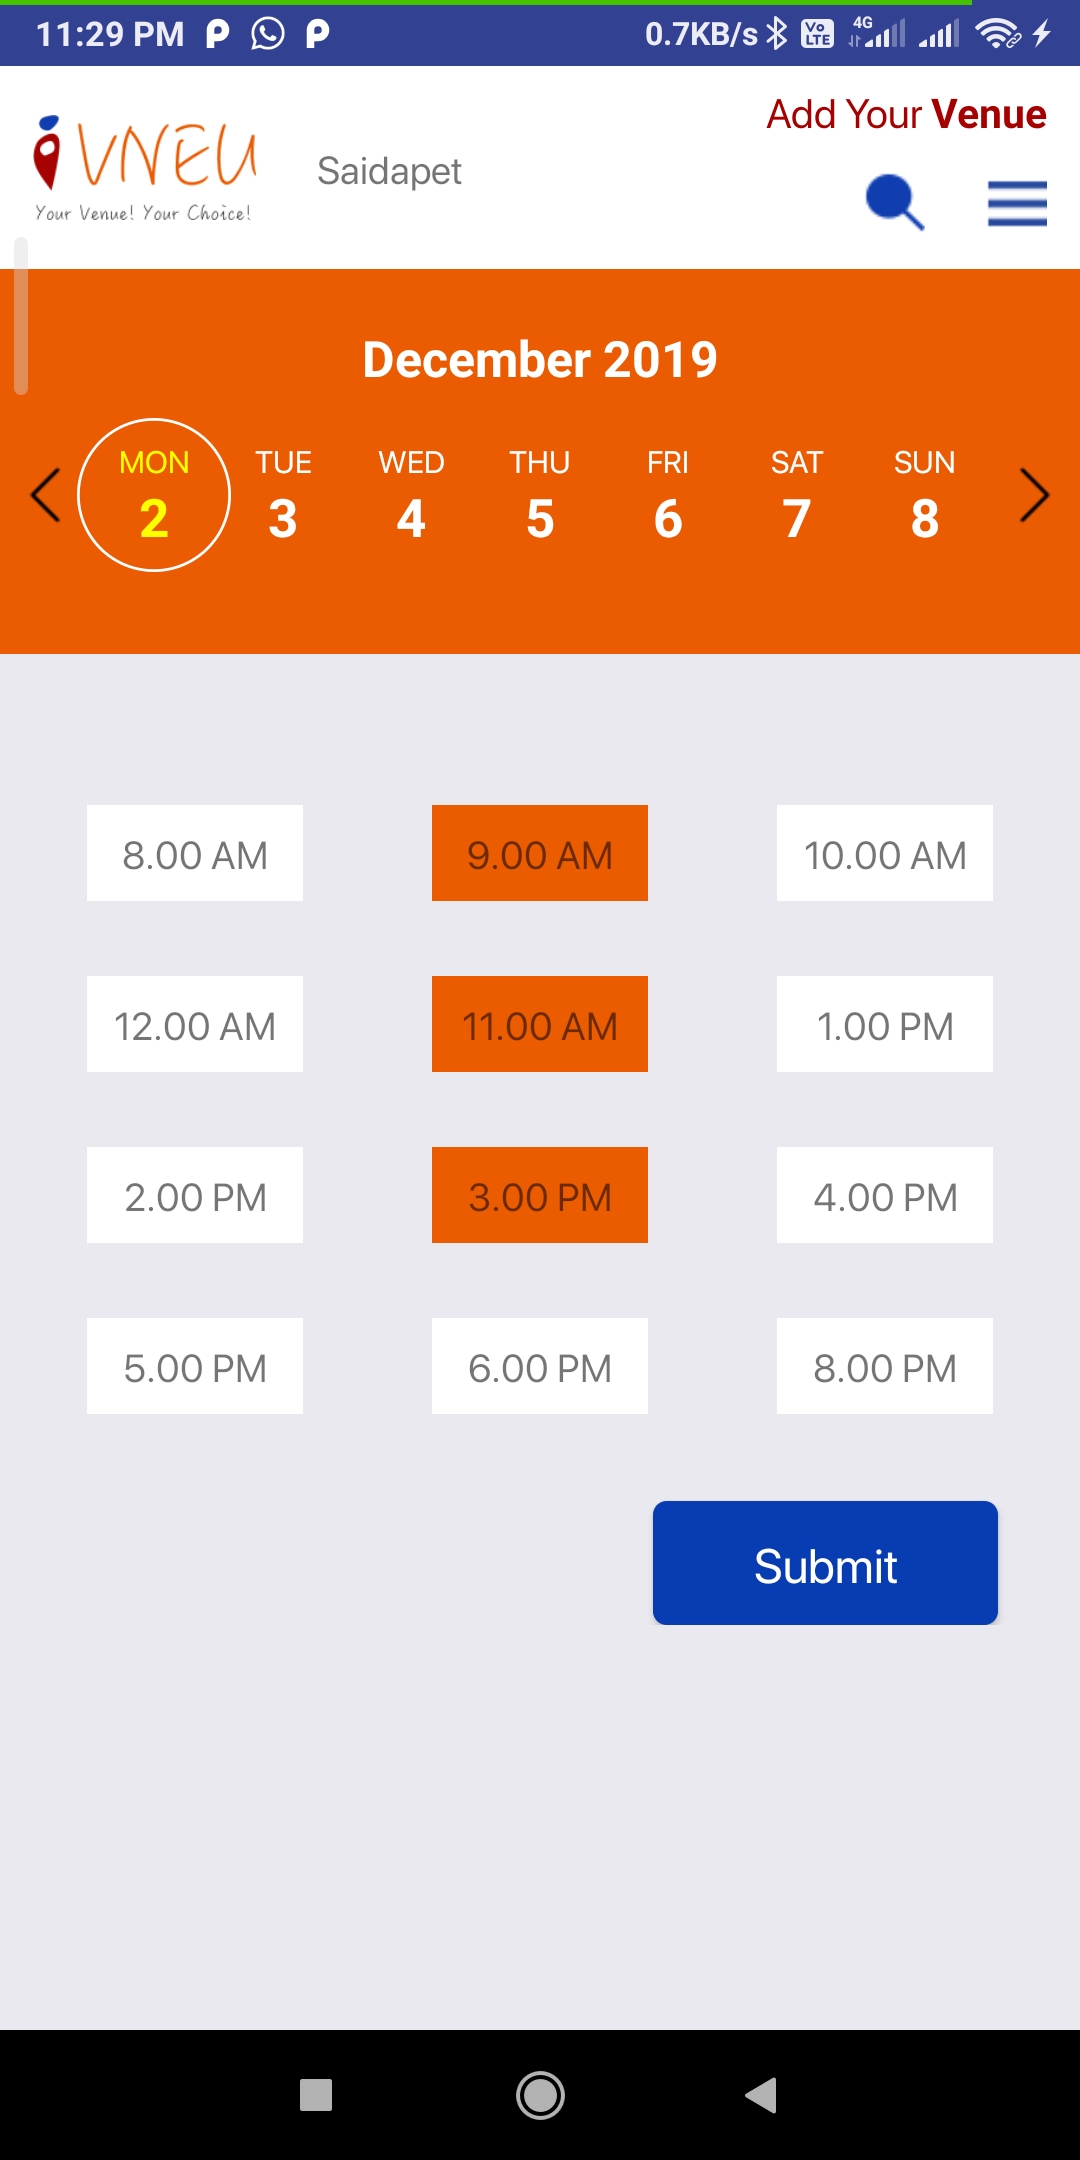 11:29 PM 0.7KB/s Vo LTE 4G
Add Your Venue
iVNEU
Saidapet
Your Venue! Your Choice!
December 2019
MON TUE WED THU FRI SAT SUN
2 3 4 5 6 7 8
8.00 AM 9.00 AM 10.00 AM
12.00 AM 11.00 AM 1.00 PM
2.00 PM 3.00 PM 4.00 PM
5.00 PM 6.00 PM 8.00 PM
Submit